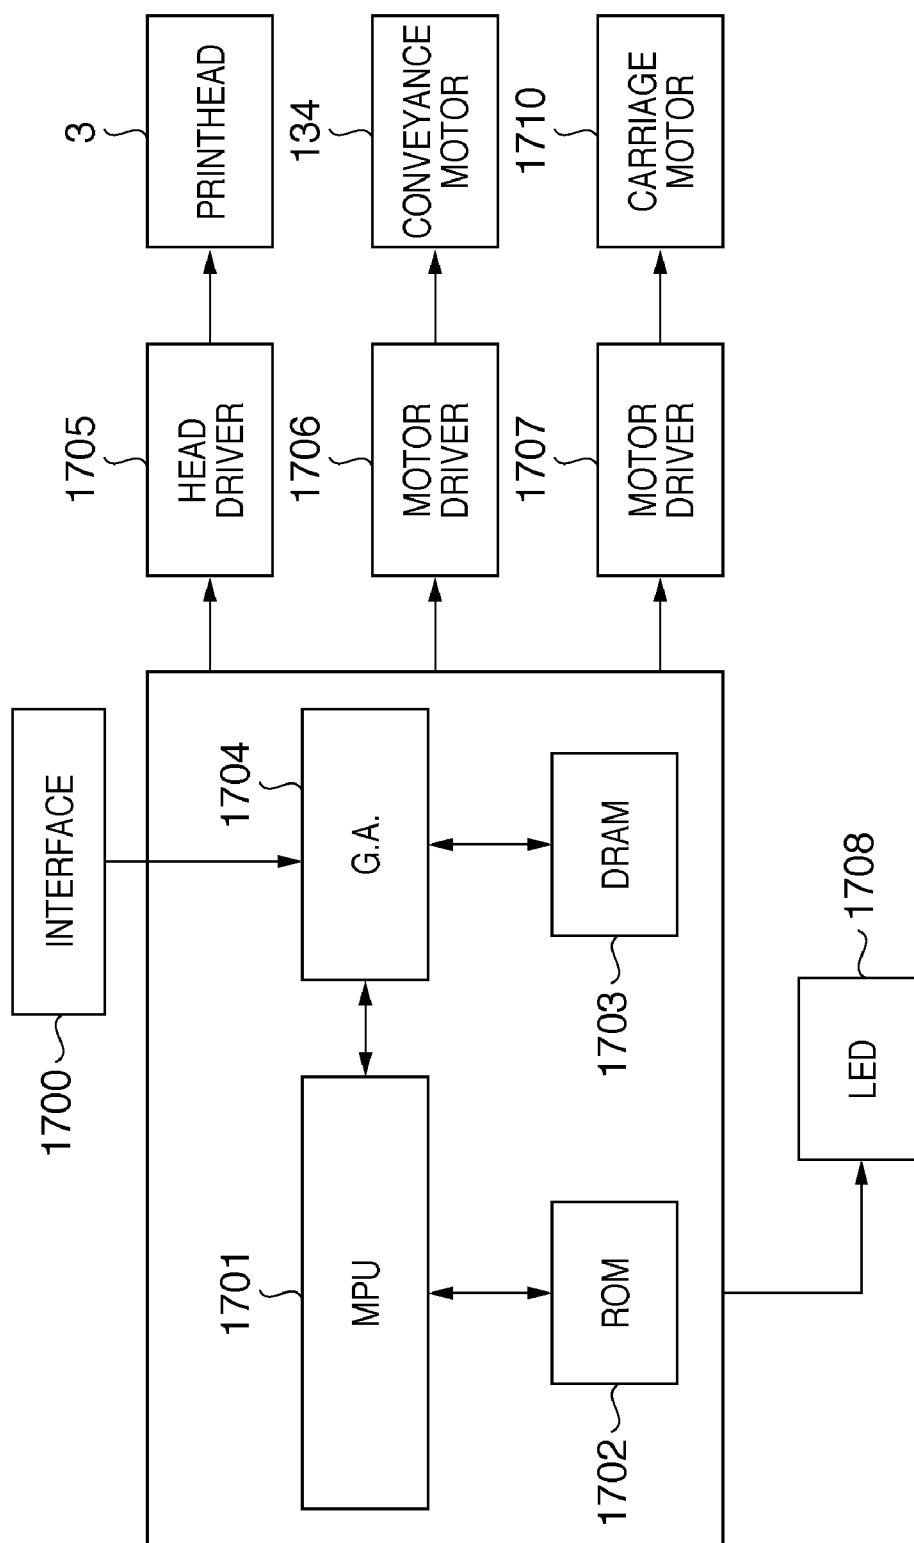 1700
INTERFACE
1701
MPU
1704
G.A.
1702
ROM
1703
DRAM
1708
LED
1705
HEAD
DRIVER
3
PRINTHEAD
1706
MOTOR
DRIVER
134
CONVEYANCE
MOTOR
1707
MOTOR
DRIVER
1710
CARRIAGE
MOTOR